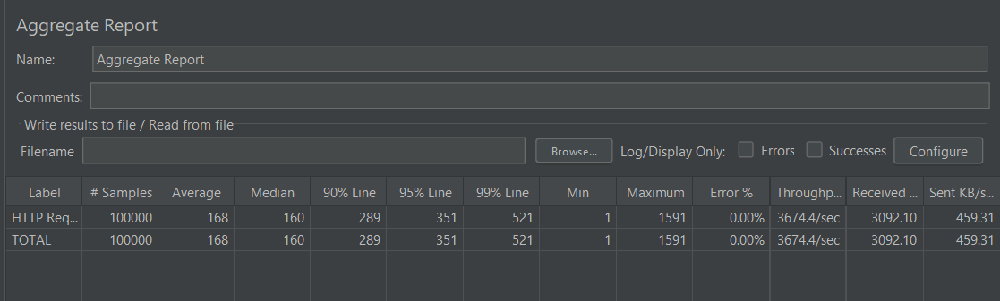 Aggregate Report
Name: Aggregate Report
Comments:
Write results to file / Read from file
Filename Browse... Log/Display Only: Errors Successes Configure
Label # Samples Average Median 90% Line 95% Line 99% Line Min Maximum Error % Throughp... Received ... Sent KB/s...
HTTP Req... 100000 168 160 289 351 521 1 1591 0.00% 3674.4/sec 3092.10 459.31
TOTAL 100000 168 160 289 351 521 1 1591 0.00% 3674.4/sec 3092.10 459.31